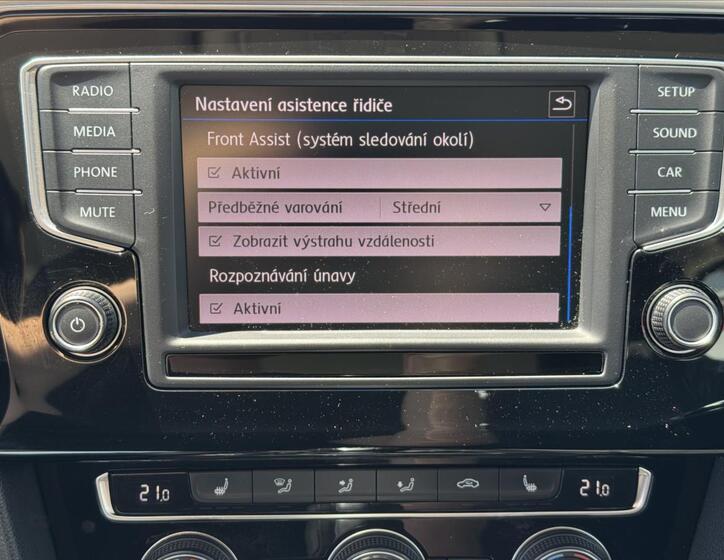 RADIO
MEDIA
PHONE
MUTE
Nastavení asistence řidiče
Front Assist (systém sledování okolí)
Aktivní
Předběžné varování Střední
Zobrazit výstrahu vzdálenosti
Rozpoznávání únavy
Aktivní
SETUP
SOUND
CAR
MENU
21.0
21.0